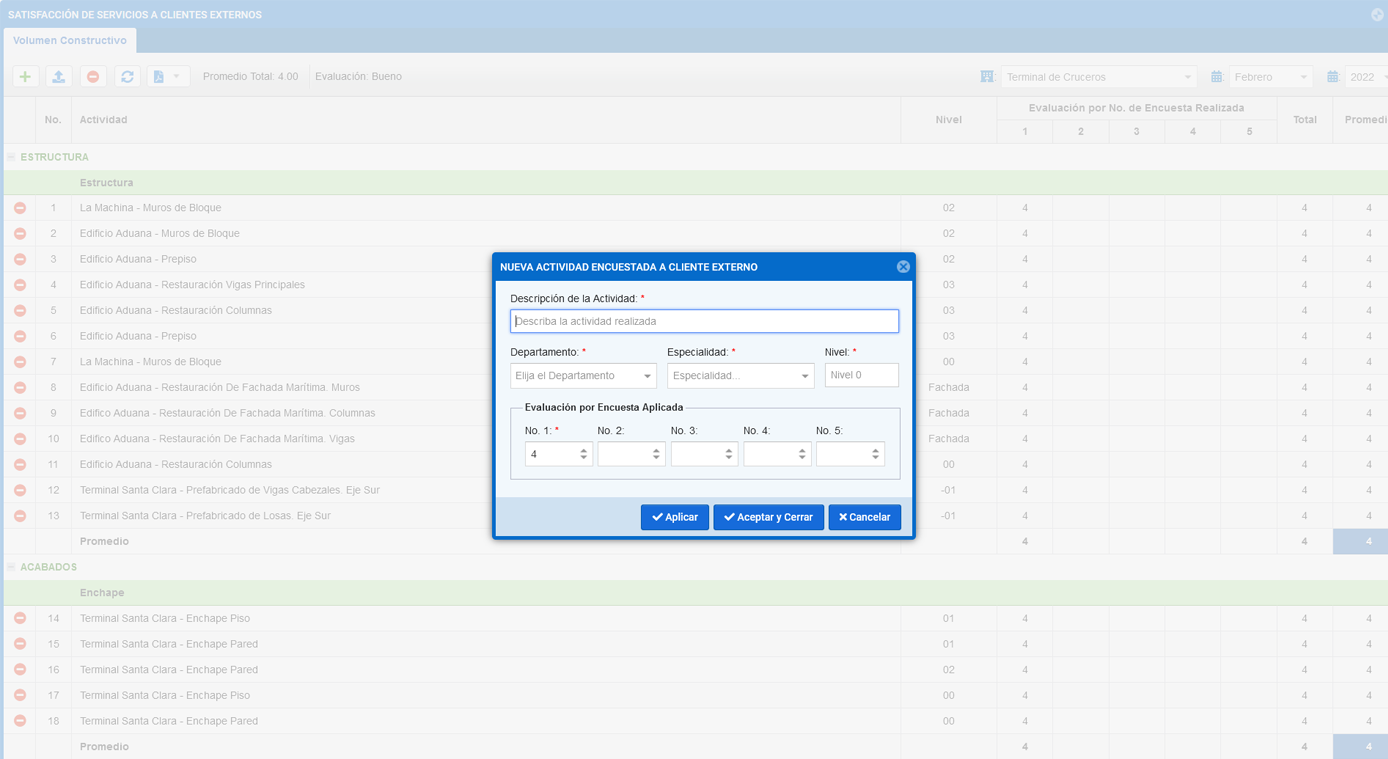 SATISFACCIÓN DE SERVICIOS A CLIENTES EXTERNOS
Volumen Constructivo
Promedio Total: 4.00 Evaluación: Bueno Terminal de Cruceros Febrero 2022
No. Actividad Nivel Evaluación por No. de Encuesta Realizada Total Promedi
1 2 3 4 5
ESTRUCTURA
Estructura
1 La Machina - Muros de Bloque 02 4 4 4
2 Edificio Aduana - Muros de Bloque 02 4 4 4
3 Edificio Aduana - Prepiso 02 4 4 4
4 Edificio Aduana - Restauración Vigas Principales 03 4 4 4
5 Edificio Aduana - Restauración Columnas 03 4 4 4
6 Edificio Aduana - Prepiso 03 4 4 4
7 La Machina - Muros de Bloque 00 4 4 4
8 Edificio Aduana - Restauración De Fachada Marítima. Muros Fachada 4 4 4
9 Edifico Aduana - Restauración De Fachada Marítima. Columnas Fachada 4 4 4
10 Edifico Aduana - Restauración De Fachada Marítima. Vigas Fachada 4 4 4
11 Edificio Aduana - Restauración Columnas 00 4 4 4
12 Terminal Santa Clara - Prefabricado de Vigas Cabezales. Eje Sur -01 4 4 4
13 Terminal Santa Clara - Prefabricado de Losas. Eje Sur -01 4 4 4
Promedio 4 4 4
ACABADOS
Enchape
14 Terminal Santa Clara - Enchape Piso 01 4 4 4
15 Terminal Santa Clara - Enchape Pared 01 4 4 4
16 Terminal Santa Clara - Enchape Pared 02 4 4 4
17 Terminal Santa Clara - Enchape Piso 00 4 4 4
18 Terminal Santa Clara - Enchape Pared 00 4 4 4
Promedio 4 4 4
NUEVA ACTIVIDAD ENCUESTADA A CLIENTE EXTERNO
Descripción de la Actividad: *
Describa la actividad realizada
Departamento: * Especialidad: * Nivel: *
Elija el Departamento Especialidad... Nivel 0
Evaluación por Encuesta Aplicada
No. 1: * No. 2: No. 3: No. 4: No. 5:
4
Aplicar Aceptar y Cerrar Cancelar